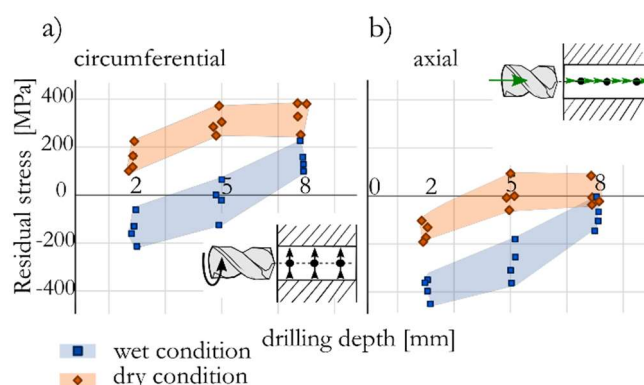 a)
circumferential
b)
axial
Residual stress [MPa]
400
200
0
-200
-400
2
5
8
0
2
5
8
drilling depth [mm]
wet condition
dry condition